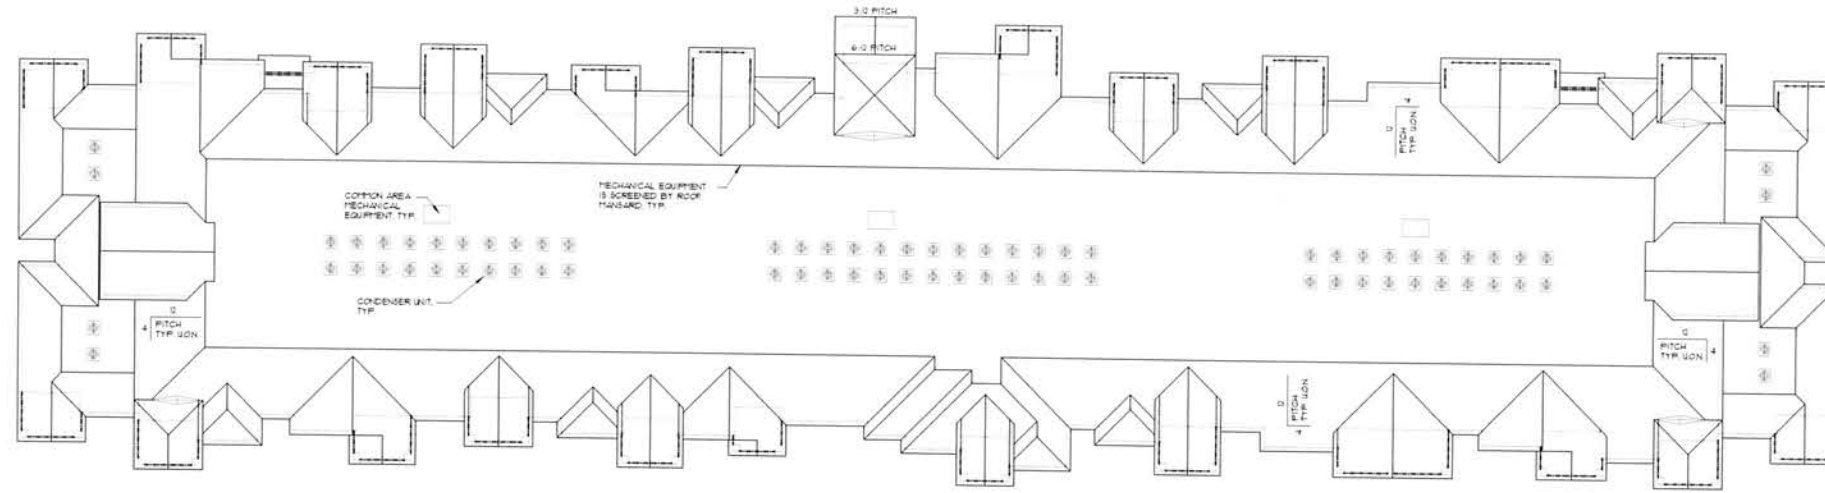 3:12 PITCH
6:12 PITCH
4
12
PITCH
TYP. U.O.N.
COMMON AREA
MECHANICAL
EQUIPMENT, TYP.
MECHANICAL EQUIPMENT
IS SCREENED BY ROOF
MANSARD, TYP.
CONDENSER UNIT,
TYP.
12
4
PITCH
TYP. U.O.N.
12
PITCH
TYP. U.O.N.
4
12
PITCH
TYP. U.O.N.
4